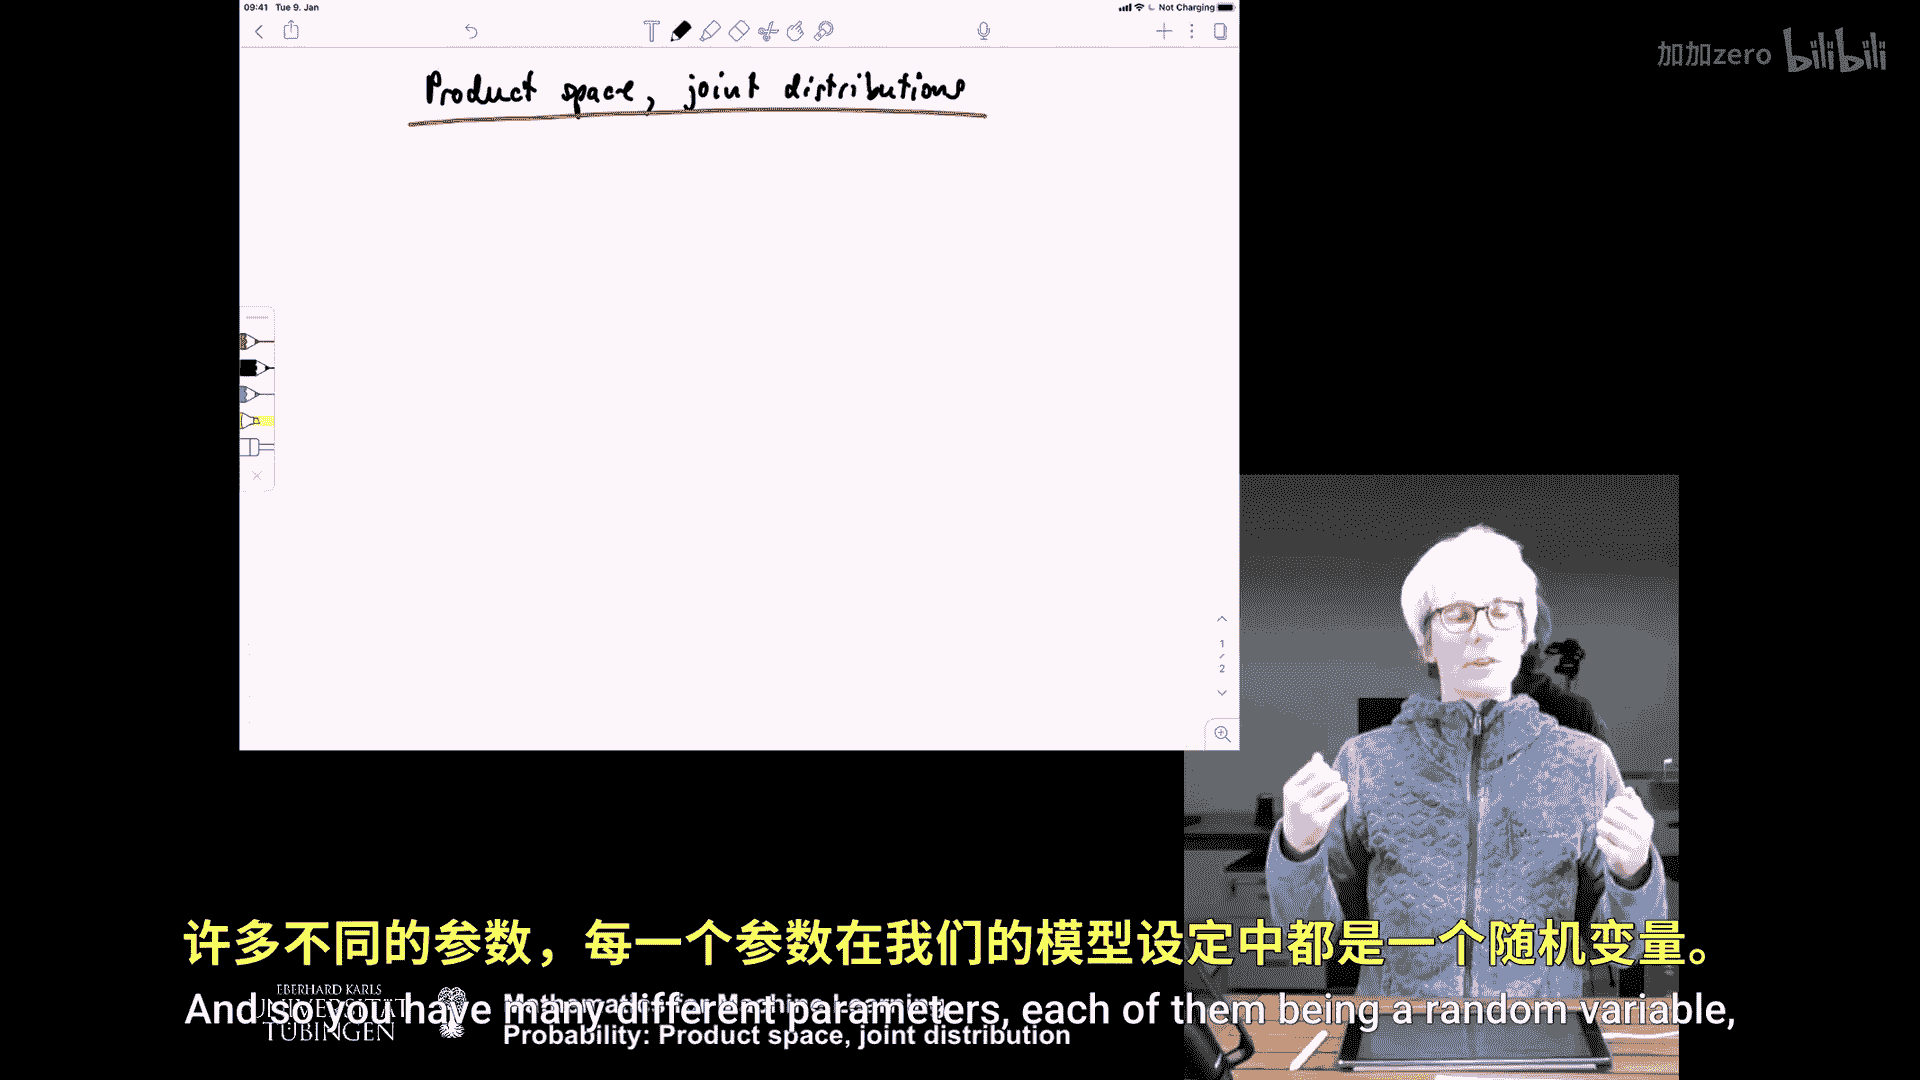 09:41 Tue 9. Jan
Not Charging
加加zero bilibili
Product space, joint distributions
1
2
许多不同的参数，每一个参数在我们的模型设定中都是一个随机变量。
And so you have many different parameters, each of them being a random variable,
EBERHARD KARLS
UNIVERSITÄT
TÜBINGEN
Mathematics for Machine Learning
Probability: Product space, joint distribution